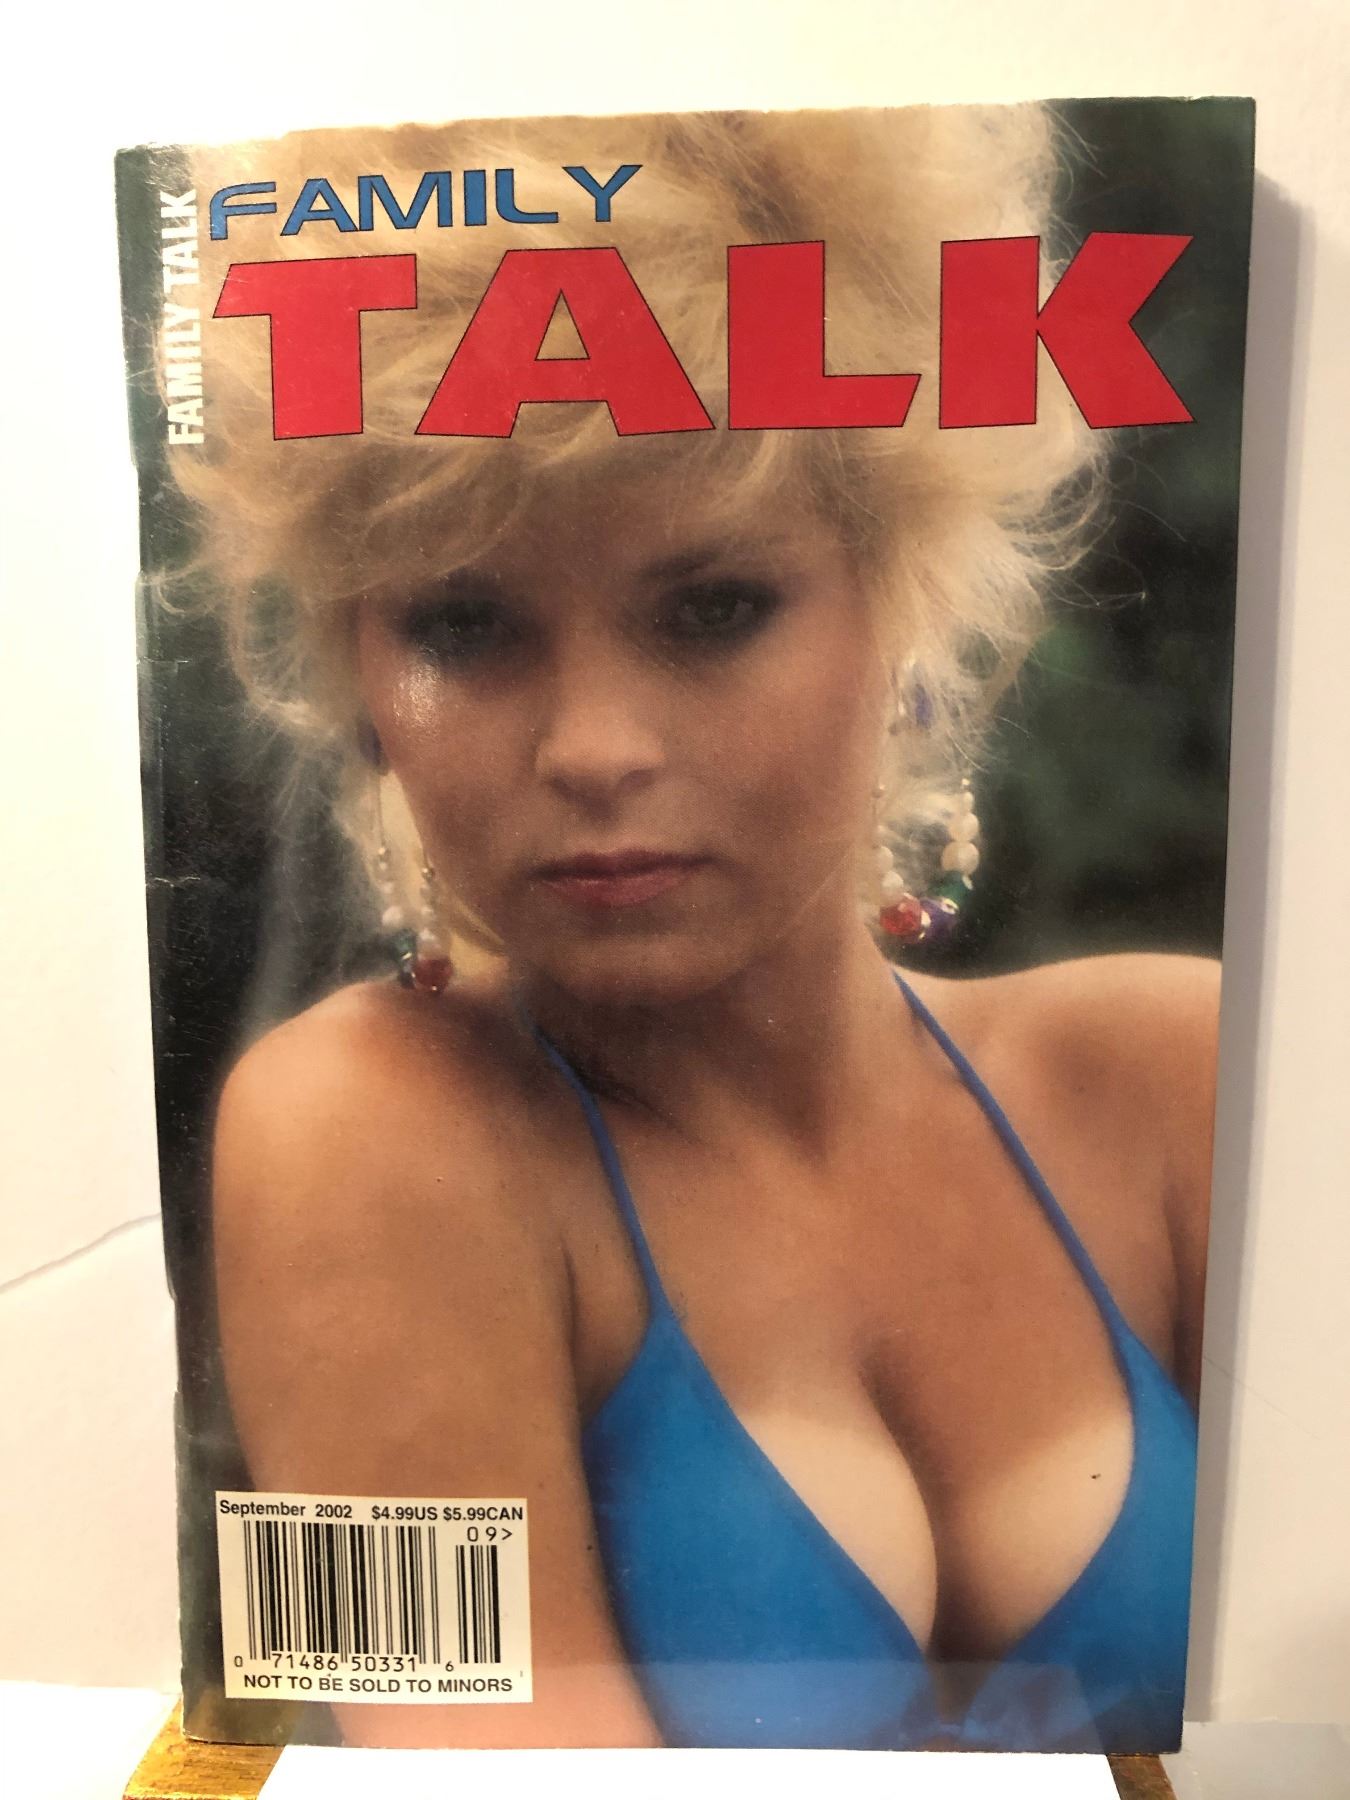 FAMILY
TALK
FAMILY TALK
September 2002 $4.99US $5.99CAN
09>
0 71486 50331 6
NOT TO BE SOLD TO MINORS